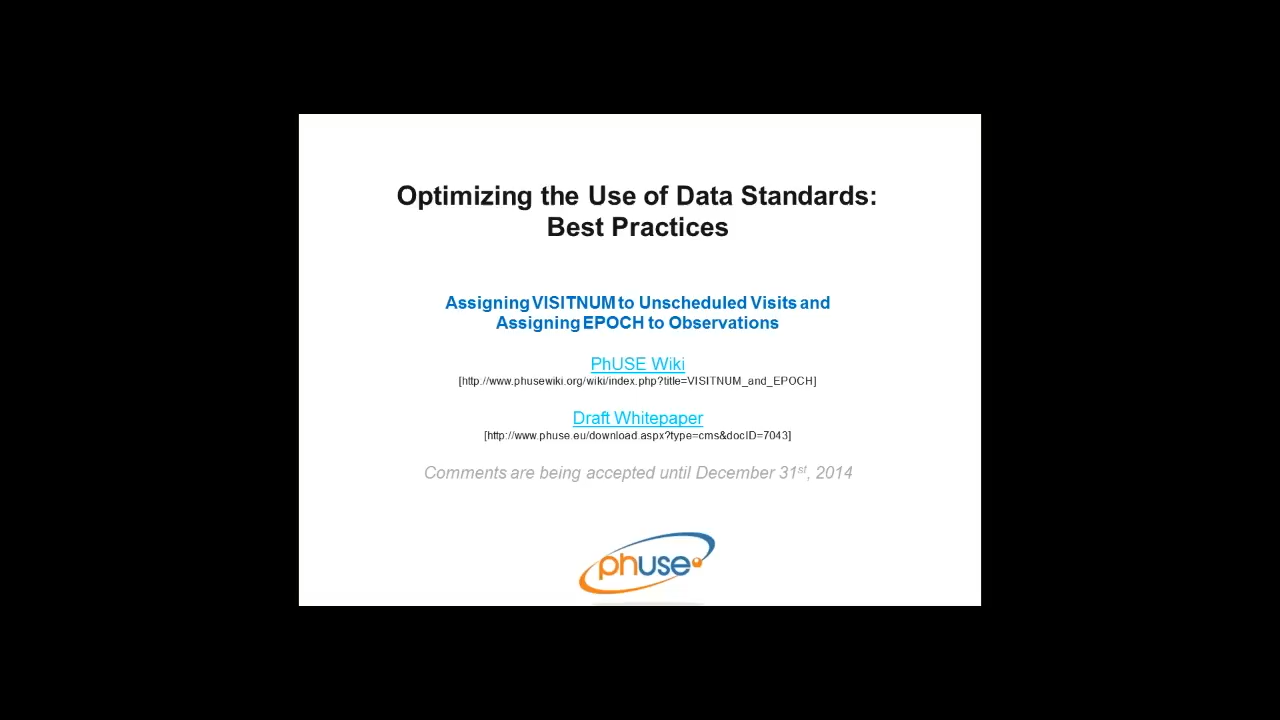 Optimizing the Use of Data Standards:
Best Practices
Assigning VISITNUM to Unscheduled Visits and
Assigning EPOCH to Observations
PhUSE Wiki
[http://www.phusewiki.org/wiki/index.php?title=VISITNUM_and_EPOCH]
Draft Whitepaper
[http://www.phuse.eu/download.aspx?type=cms&docID=7043]
Comments are being accepted until December 31st, 2014
phuse